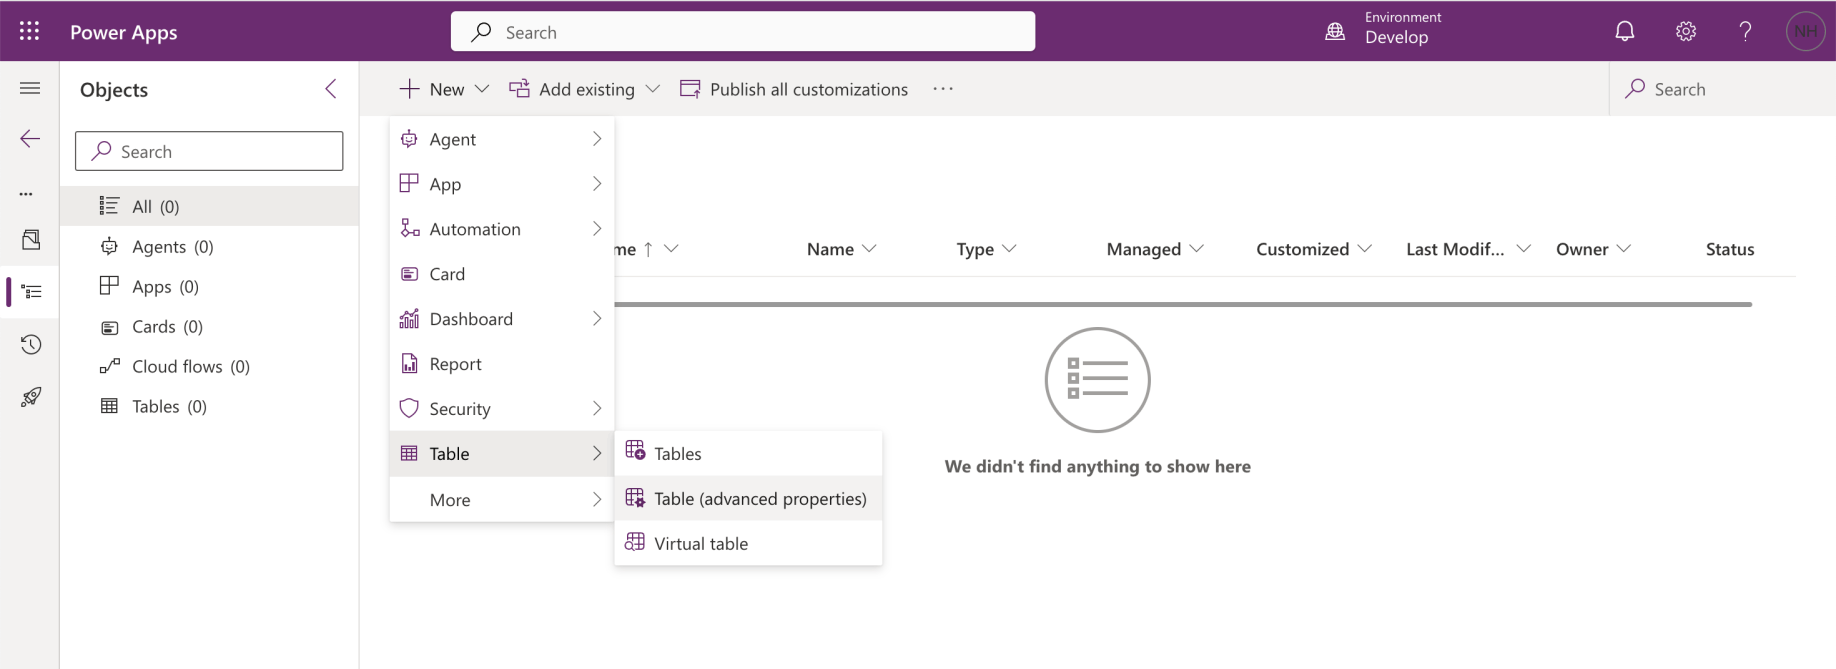 Power Apps
Search
Environment
Develop
NH
Objects
New
Add existing
Publish all customizations
...
Search
Search
...
All (0)
Agents (0)
Apps (0)
Cards (0)
Cloud flows (0)
Tables (0)
Agent
App
Automation
Card
Dashboard
Report
Security
Table
More
Tables
Table (advanced properties)
Virtual table
me ↑ Name Type Managed Customized Last Modif... Owner Status
We didn't find anything to show here